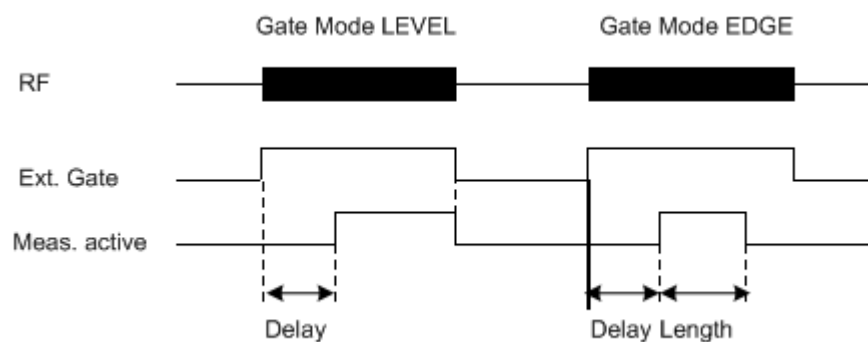 Gate Mode LEVEL Gate Mode EDGE
RF
Ext. Gate
Meas. active
Delay Delay Length